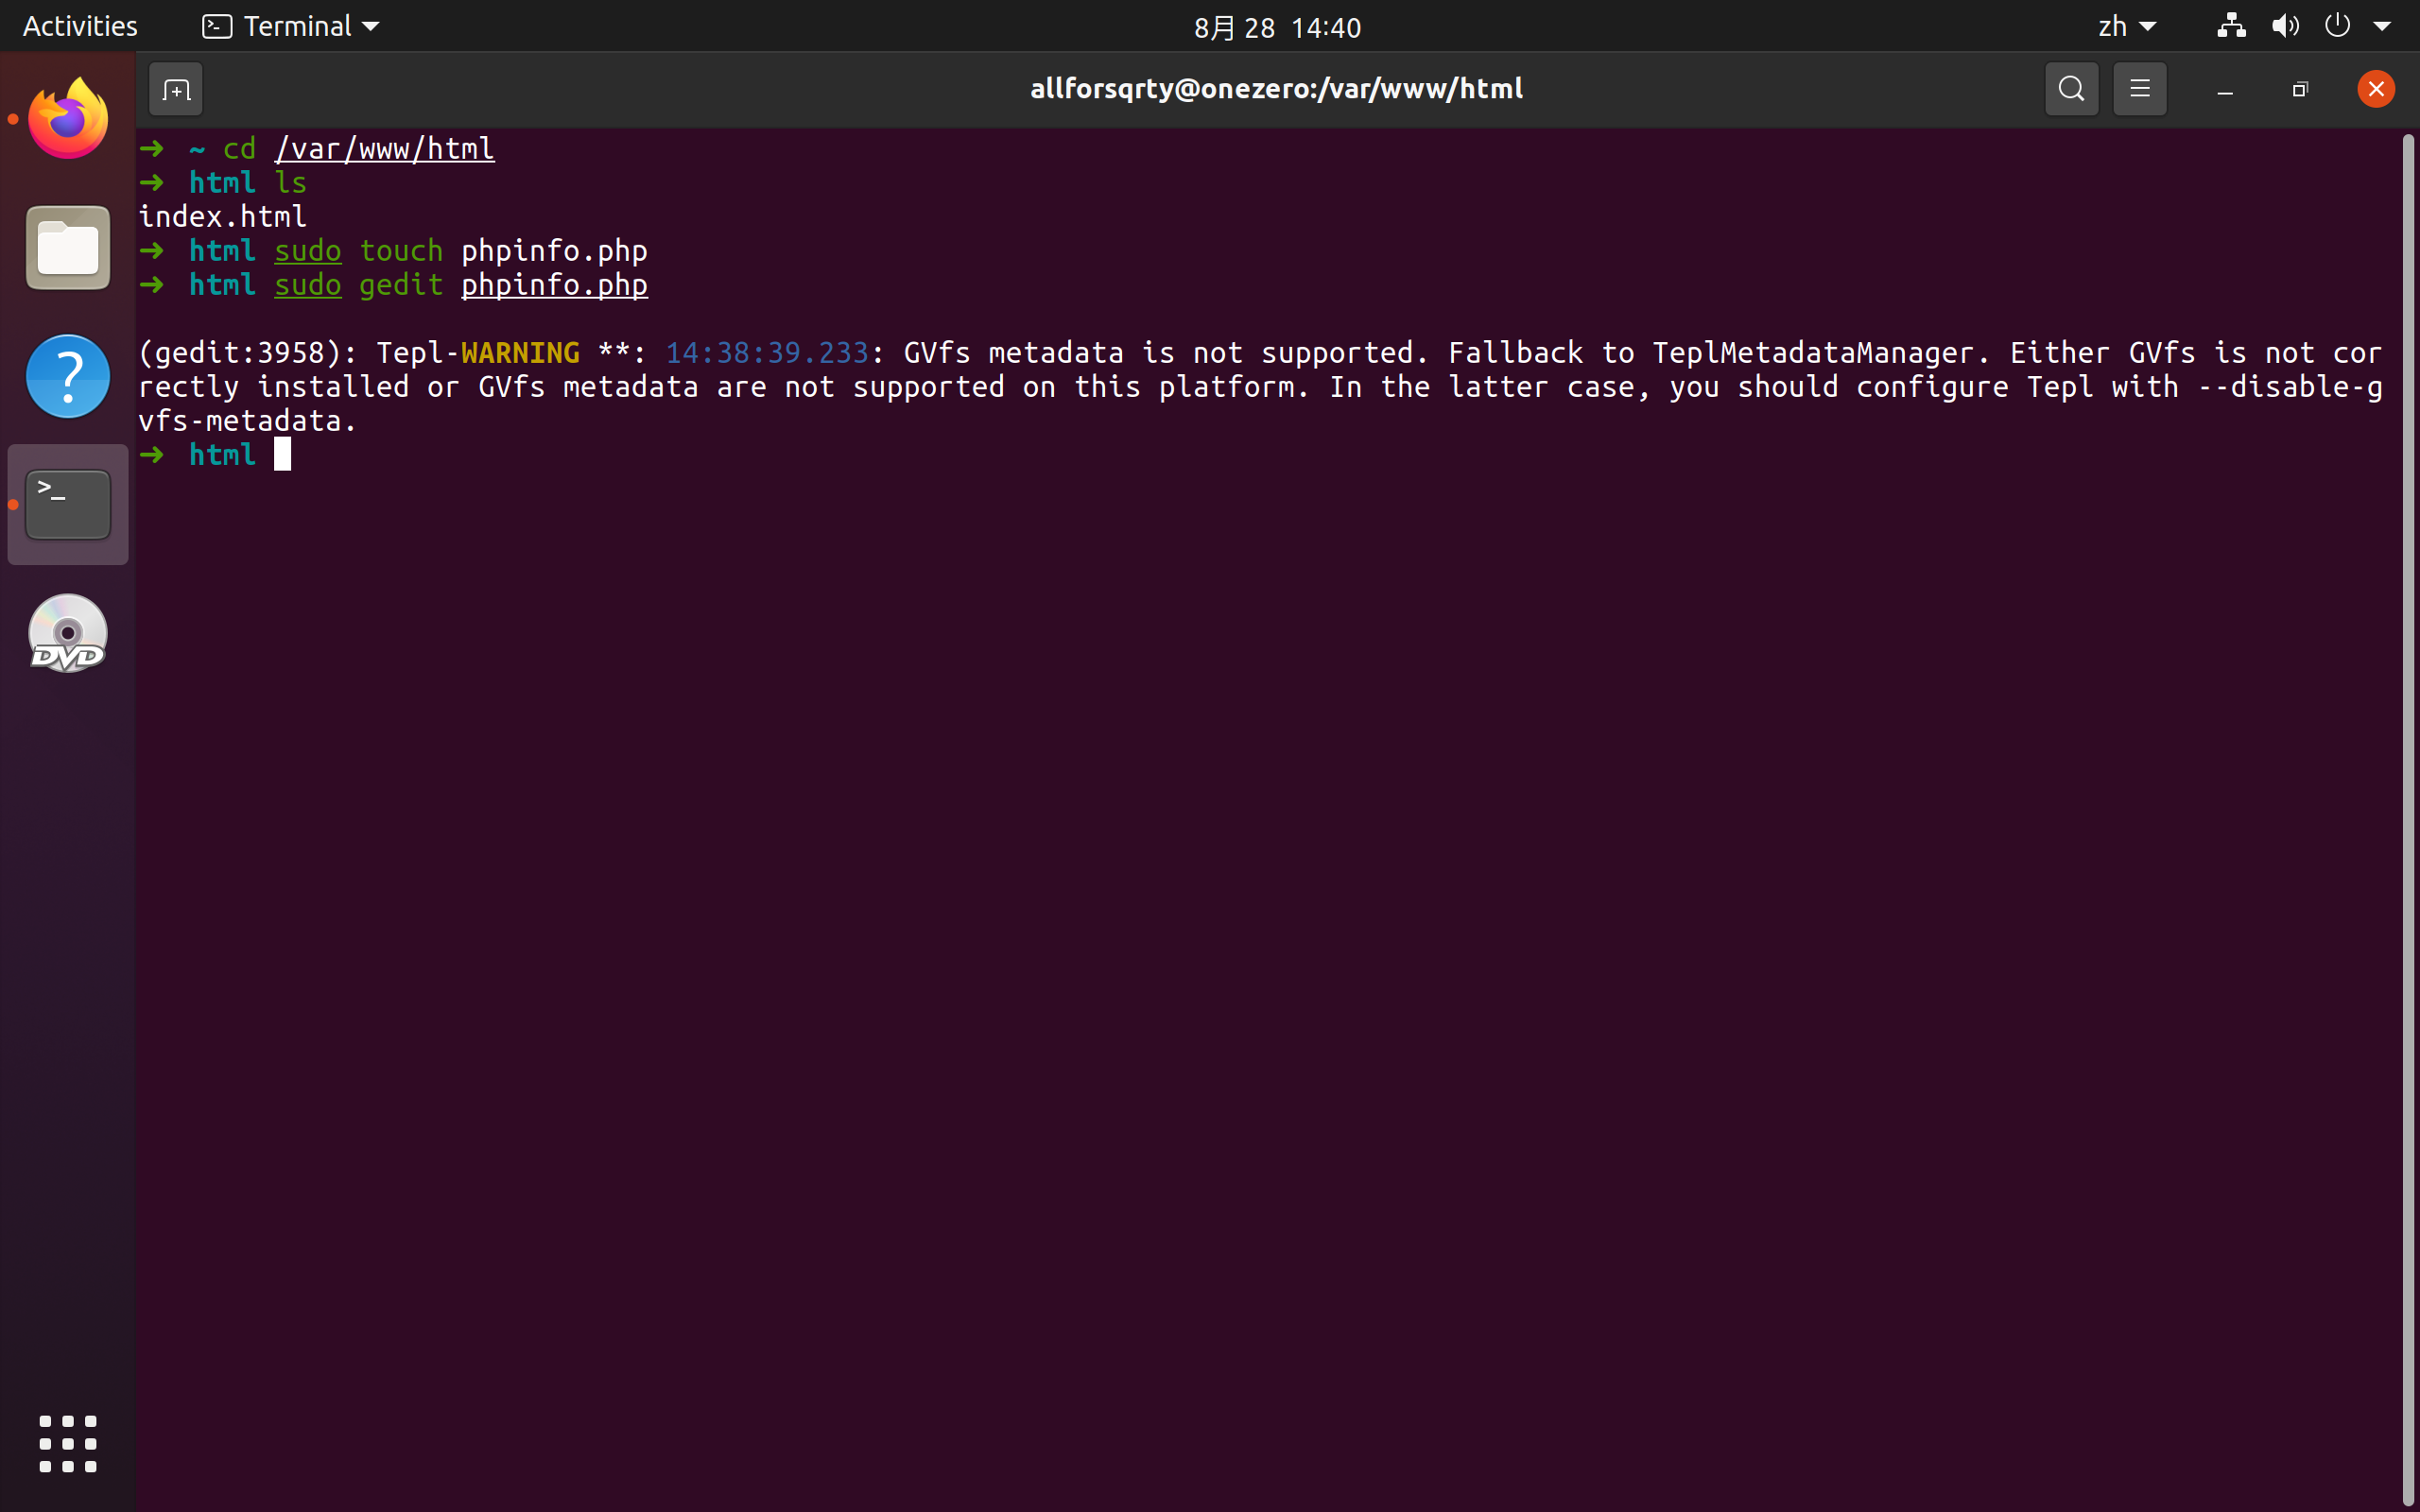 Activities Terminal 8月 28 14:40 zh
allforsqrty@onezero:/var/www/html
➜ ~ cd /var/www/html
➜ html ls
index.html
➜ html sudo touch phpinfo.php
➜ html sudo gedit phpinfo.php
(gedit:3958): Tepl-WARNING **: 14:38:39.233: GVfs metadata is not supported. Fallback to TeplMetadataManager. Either GVfs is not cor
rectly installed or GVfs metadata are not supported on this platform. In the latter case, you should configure Tepl with --disable-g
vfs-metadata.
➜ html
?
>_
DVD